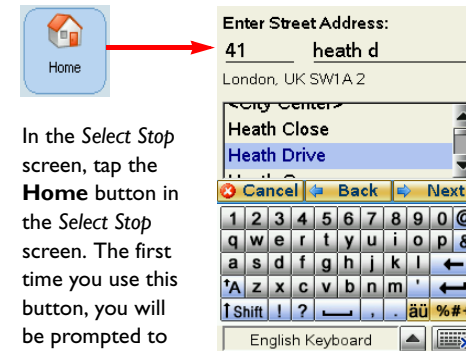 Home
In the Select Stop
screen, tap the
Home button in
the Select Stop
screen. The first
time you use this
button, you will
be prompted to
Enter Street Address:
41 heath d
London, UK SW1A 2
<City Center>
Heath Close
Heath Drive
Cancel Back Next
1 2 3 4 5 6 7 8 9 0 @
q w e r t y u i o p &
a s d f g h j k l
A z x c v b n m '
Shift ! ? , . äü %#
English Keyboard